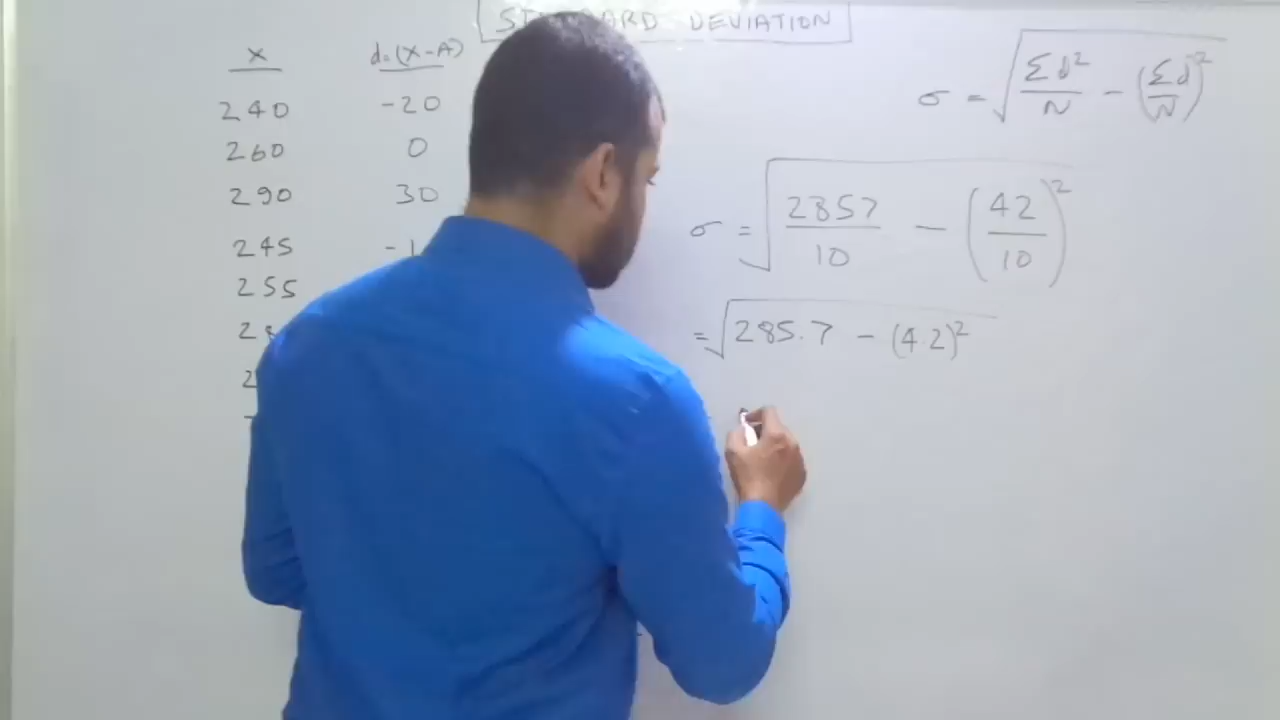 DEVIATION
X d=(X-A)
240 -20
260 0
290 30
245
255
σ = √ Σd²/N - (Σd/N)²
σ = √ 2857/10 - (42/10)²
= √ 285.7 - (4.2)²